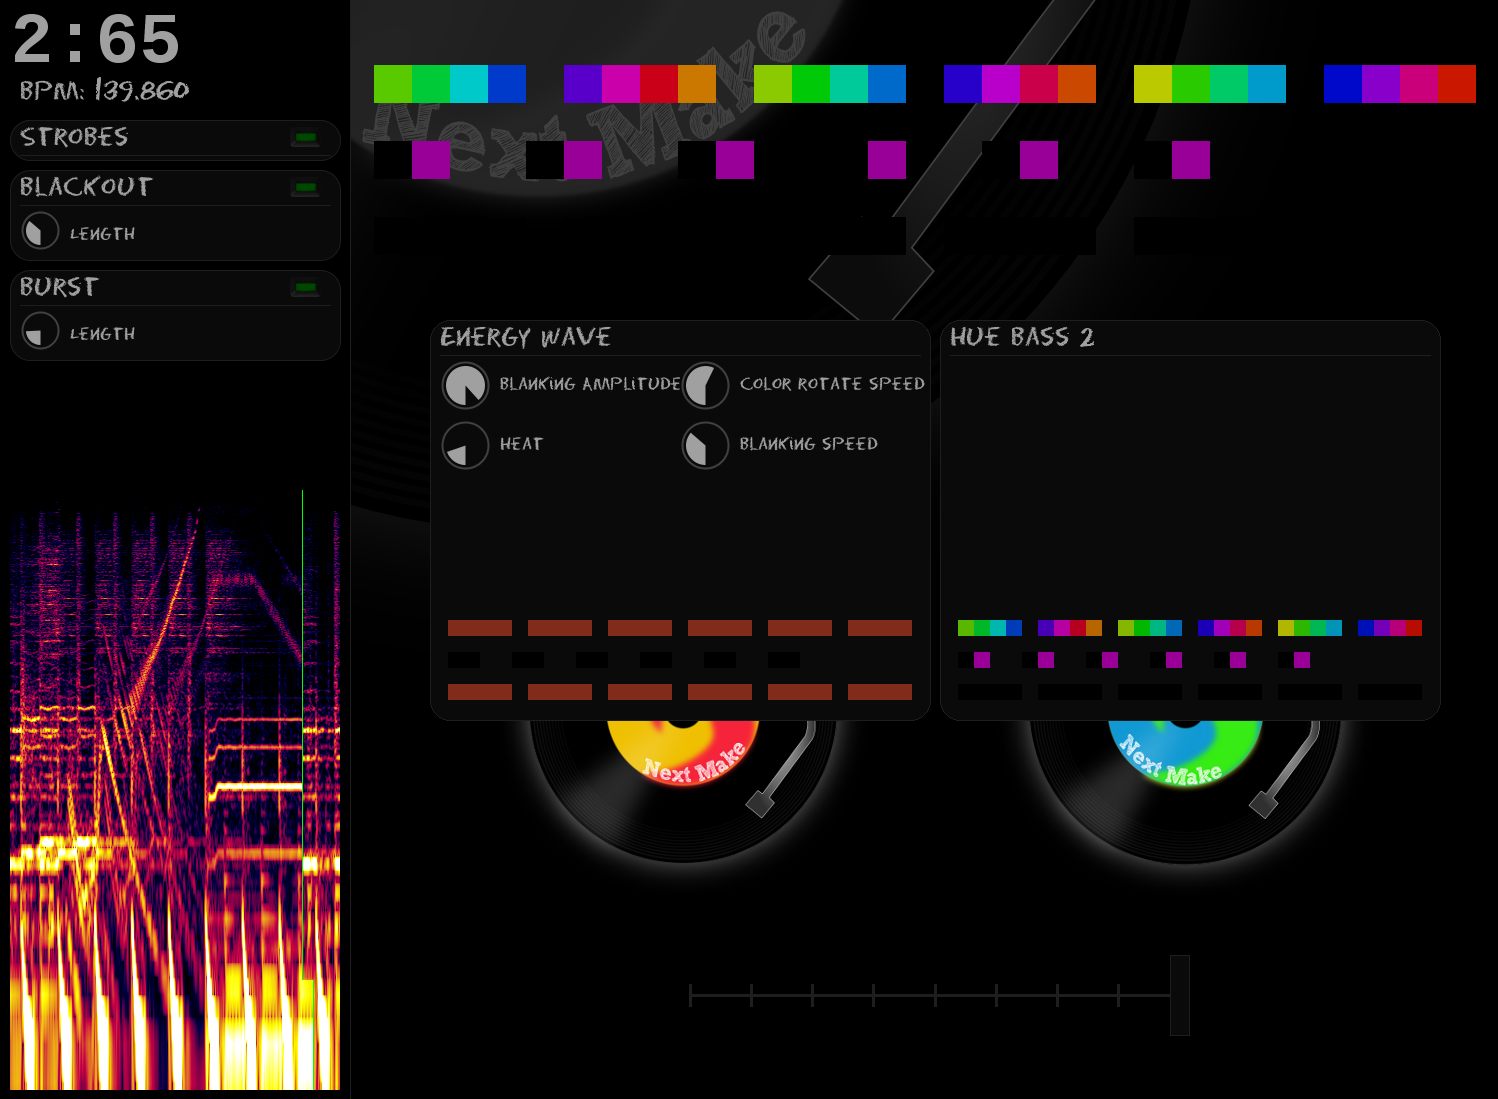 2:65
BPM: 139.860
STROBES
BLACKOUT
LENGTH
BURST
LENGTH
Next Make
ENERGY WAVE
BLANKING AMPLITUDE
COLOR ROTATE SPEED
HEAT
BLANKING SPEED
HUE BASS 2
Next Make
Next Make